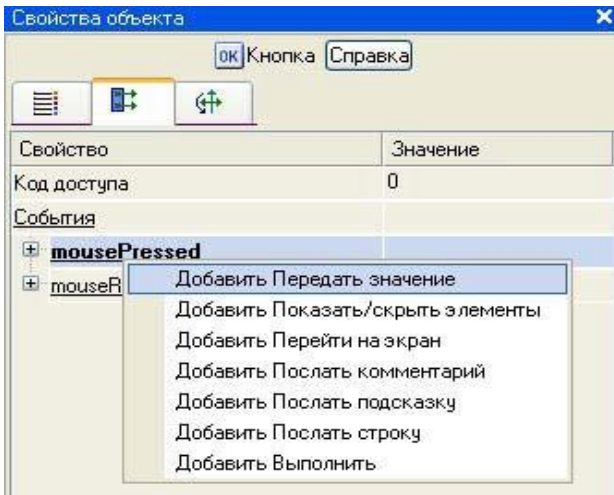 Свойства объекта
ОК Кнопка Справка
Свойство Значение
Код доступа 0
События
mousePressed
mouseR
Добавить Передать значение
Добавить Показать/скрыть элементы
Добавить Перейти на экран
Добавить Послать комментарий
Добавить Послать подсказку
Добавить Послать строку
Добавить Выполнить